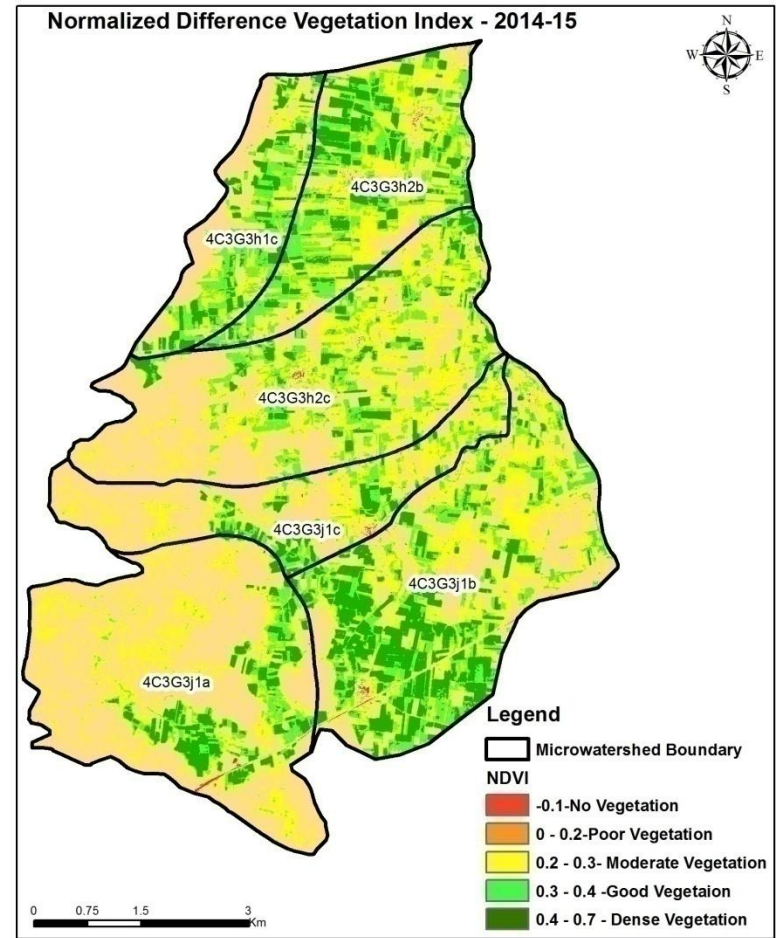 Normalized Difference Vegetation Index - 2014-15
N
W E
S
4C3G3h2b
4C3G3h1c
4C3G3h2c
4C3G3j1c
4C3G3j1b
4C3G3j1a
Legend
Microwatershed Boundary
NDVI
-0.1-No Vegetation
0 - 0.2-Poor Vegetation
0.2 - 0.3- Moderate Vegetation
0.3 - 0.4 -Good Vegetaion
0.4 - 0.7 - Dense Vegetation
0 0.75 1.5 3
Km